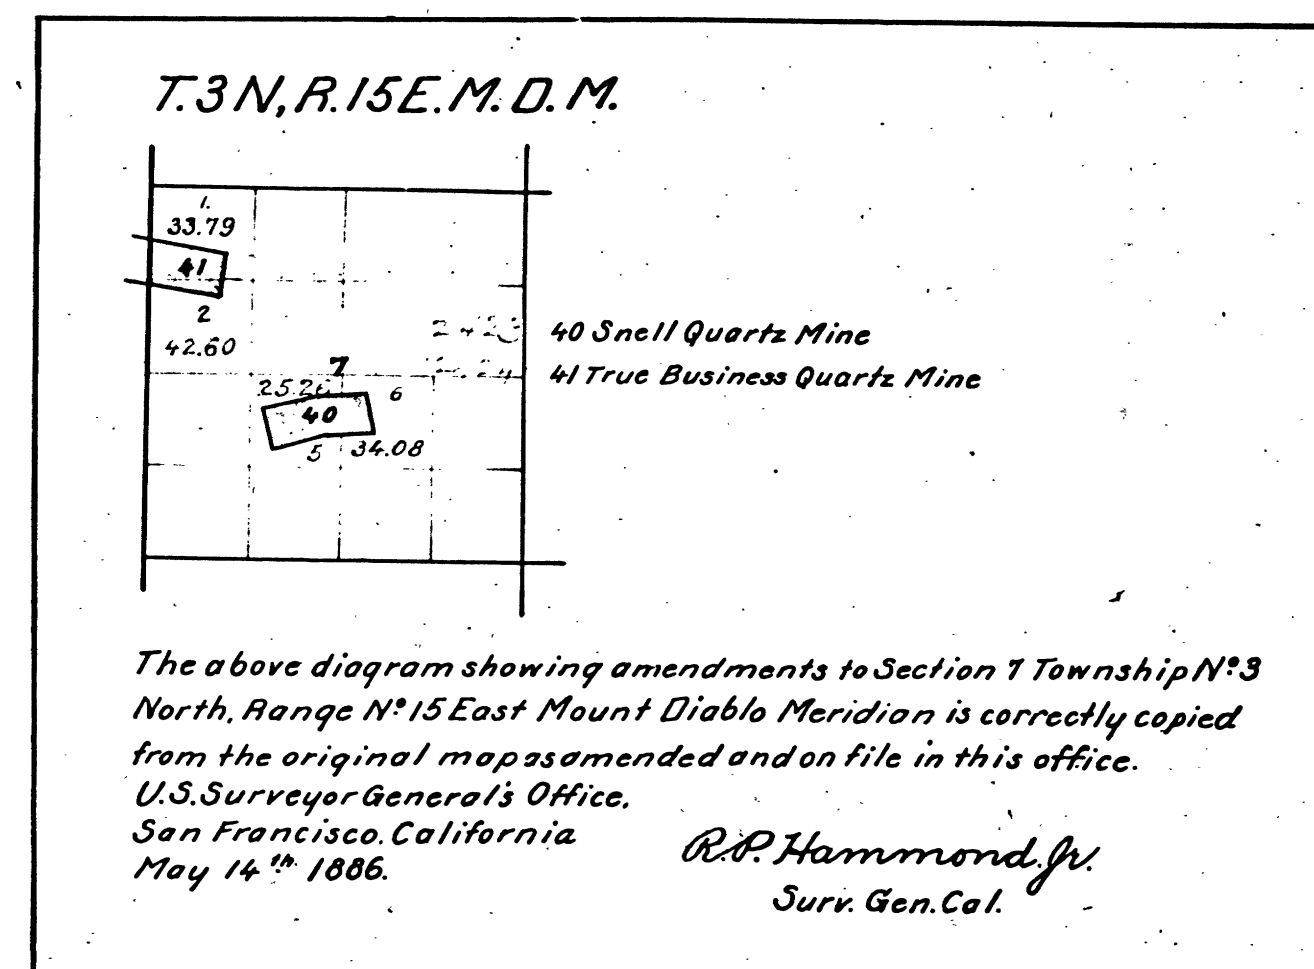 T.3N, R.15E. M.D.M.
1.
33.79
41
2
42.60
7
25.26
6
40
5
34.08
40 Snell Quartz Mine
41 True Business Quartz Mine
The above diagram showing amendments to Section 7 Township Nº 3
North, Range Nº 15 East Mount Diablo Meridian is correctly copied
from the original map as amended and on file in this office.
U.S. Surveyor General's Office.
San Francisco. California
May 14th 1886.
R.P. Hammond. Jr.
Surv. Gen. Cal.